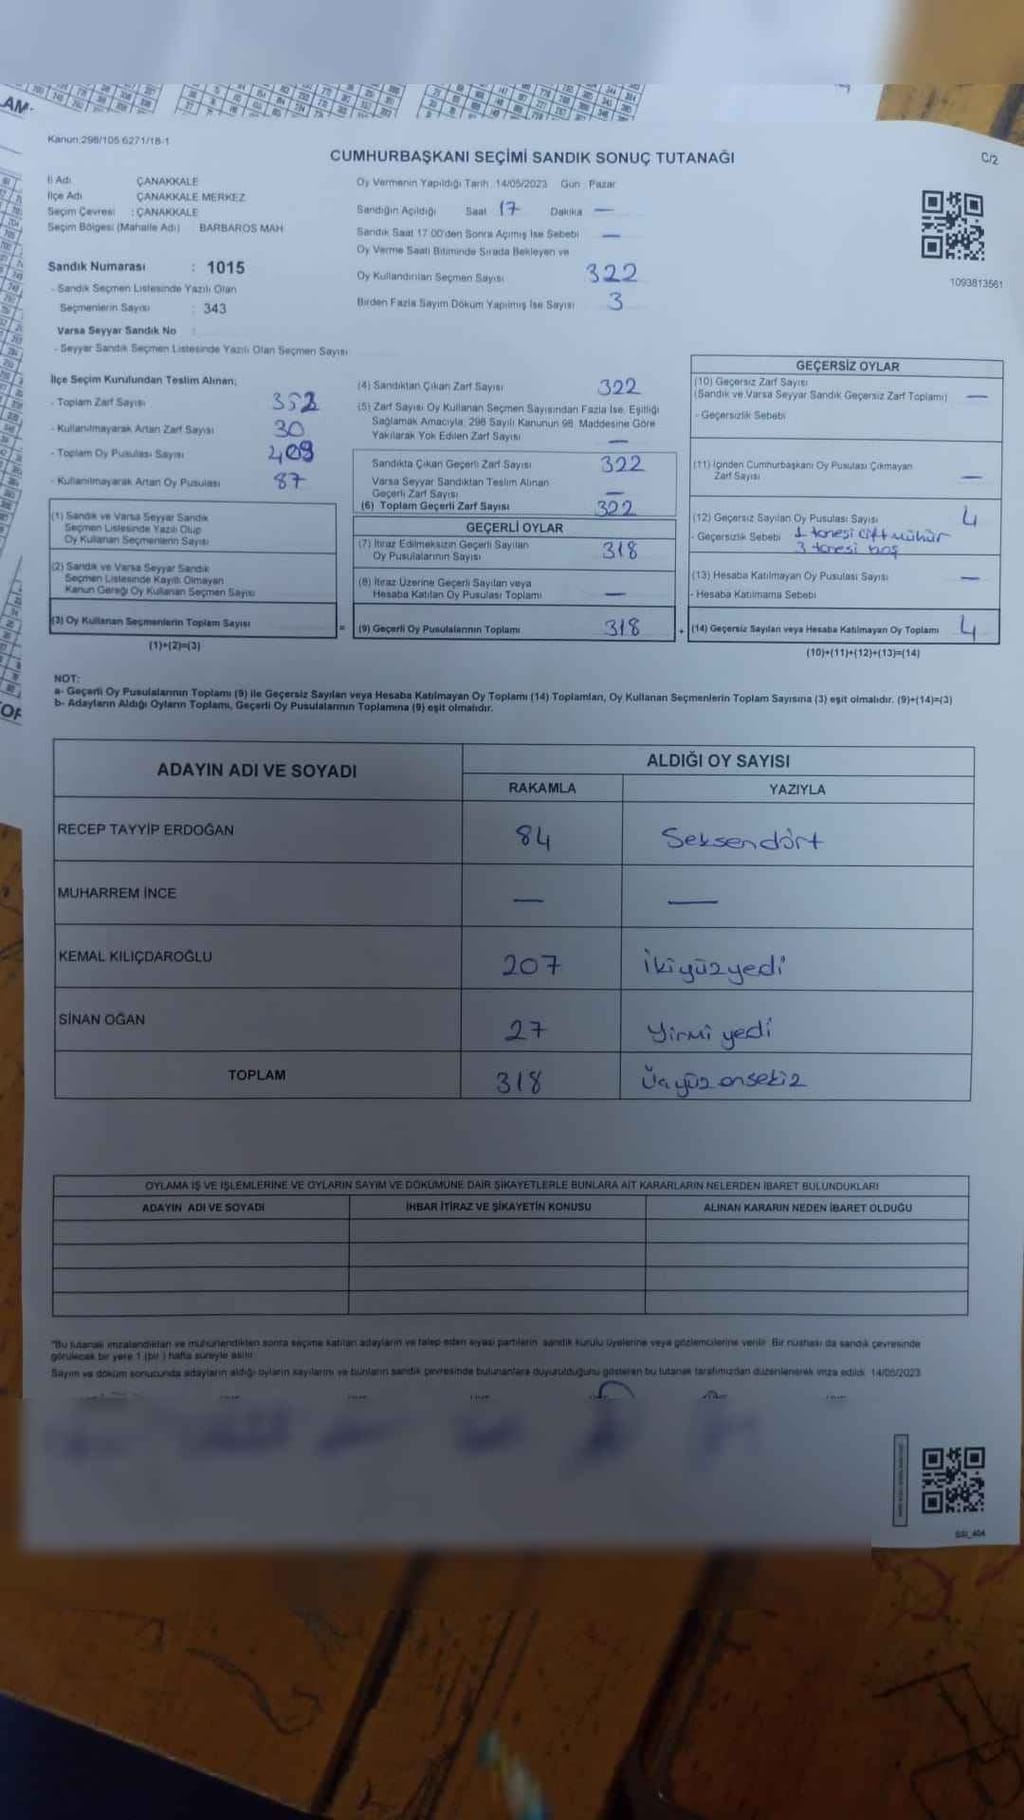 AM-
Kanun:298/105 6271/18-1
CUMHURBAŞKANI SEÇİMİ SANDIK SONUÇ TUTANAĞI
C/2
İl Adı ÇANAKKALE
İlçe Adı ÇANAKKALE MERKEZ
Seçim Çevresi : ÇANAKKALE
Seçim Bölgesi (Mahalle Adı) BARBAROS MAH
Oy Vermenin Yapıldığı Tarih : 14/05/2023 Gün : Pazar
Sandığın Açıldığı Saat 17 Dakika —
Sandık Saat 17.00'den Sonra Açılmış İse Sebebi —
Oy Verme Saati Bitiminde Sırada Bekleyen ve
Oy Kullandırılan Seçmen Sayısı 322
Birden Fazla Sayım Döküm Yapılmış İse Sayısı 3
1093813561
Sandık Numarası : 1015
- Sandık Seçmen Listesinde Yazılı Olan
Seçmenlerin Sayısı : 343
Varsa Seyyar Sandık No :
- Seyyar Sandık Seçmen Listesinde Yazılı Olan Seçmen Sayısı
İlçe Seçim Kurulundan Teslim Alınan;
- Toplam Zarf Sayısı 352
- Kullanılmayarak Artan Zarf Sayısı 30
- Toplam Oy Pusulası Sayısı 409
- Kullanılmayarak Artan Oy Pusulası 87
(1) Sandık ve Varsa Seyyar Sandık
Seçmen Listesinde Yazılı Olup
Oy Kullanan Seçmenlerin Sayısı
(2) Sandık ve Varsa Seyyar Sandık
Seçmen Listesinde Kayıtlı Olmayan
Kanun Gereği Oy Kullanan Seçmen Sayısı
(3) Oy Kullanan Seçmenlerin Toplam Sayısı
(1)+(2)=(3)
(4) Sandıktan Çıkan Zarf Sayısı 322
(5) Zarf Sayısı Oy Kullanan Seçmen Sayısından Fazla İse, Eşitliği
Sağlamak Amacıyla, 298 Sayılı Kanunun 98. Maddesine Göre
Yakılarak Yok Edilen Zarf Sayısı —
Sandıkta Çıkan Geçerli Zarf Sayısı 322
Varsa Seyyar Sandıktan Teslim Alınan
Geçerli Zarf Sayısı —
(6) Toplam Geçerli Zarf Sayısı 322
GEÇERLİ OYLAR
(7) İtiraz Edilmeksizin Geçerli Sayılan
Oy Pusulalarının Sayısı 318
(8) İtiraz Üzerine Geçerli Sayılan veya
Hesaba Katılan Oy Pusulası Toplamı —
= (9) Geçerli Oy Pusulalarının Toplamı 318
GEÇERSİZ OYLAR
(10) Geçersiz Zarf Sayısı
(Sandık ve Varsa Seyyar Sandık Geçersiz Zarf Toplamı) —
- Geçersizlik Sebebi
(11) İçinden Cumhurbaşkanı Oy Pusulası Çıkmayan
Zarf Sayısı —
(12) Geçersiz Sayılan Oy Pusulası Sayısı 4
- Geçersizlik Sebebi 1 tanesi çift mühür
3 tanesi boş
(13) Hesaba Katılmayan Oy Pusulası Sayısı —
- Hesaba Katılmama Sebebi
+ (14) Geçersiz Sayılan veya Hesaba Katılmayan Oy Toplamı 4
(10)+(11)+(12)+(13)=(14)
NOT:
a- Geçerli Oy Pusulalarının Toplamı (9) ile Geçersiz Sayılan veya Hesaba Katılmayan Oy Toplamı (14) Toplamları, Oy Kullanan Seçmenlerin Toplam Sayısına (3) eşit olmalıdır. (9)+(14)=(3)
b- Adayların Aldığı Oyların Toplamı, Geçerli Oy Pusulalarının Toplamına (9) eşit olmalıdır.
ADAYIN ADI VE SOYADI
ALDIĞI OY SAYISI
RAKAMLA YAZIYLA
RECEP TAYYİP ERDOĞAN 84 Seksendört
MUHARREM İNCE — —
KEMAL KILIÇDAROĞLU 207 ikiyüzyedi
SİNAN OĞAN 27 yirmi yedi
TOPLAM 318 Üçyüz onsekiz
OYLAMA İŞ VE İŞLEMLERİNE VE OYLARIN SAYIM VE DÖKÜMÜNE DAİR ŞİKAYETLERLE BUNLARA AİT KARARLARIN NELERDEN İBARET BULUNDUKLARI
ADAYIN ADI VE SOYADI İHBAR İTİRAZ VE ŞİKAYETİN KONUSU ALINAN KARARIN NEDEN İBARET OLDUĞU
"Bu tutanak imzalandıktan ve mühürlendikten sonra seçime katılan adayların ve talep eden siyasi partilerin sandık kurulu üyelerine veya gözlemcilerine verilir. Bir nüshası da sandık çevresinde
görülecek bir yere 1 (bir) hafta süreyle asılır.
Sayım ve döküm sonucunda adayların aldığı oyların sayılarını ve bunların sandık çevresinde bulunanlara duyurulduğunu gösteren bu tutanak tarafımızdan düzenlenerek imza edildi. 14/05/2023